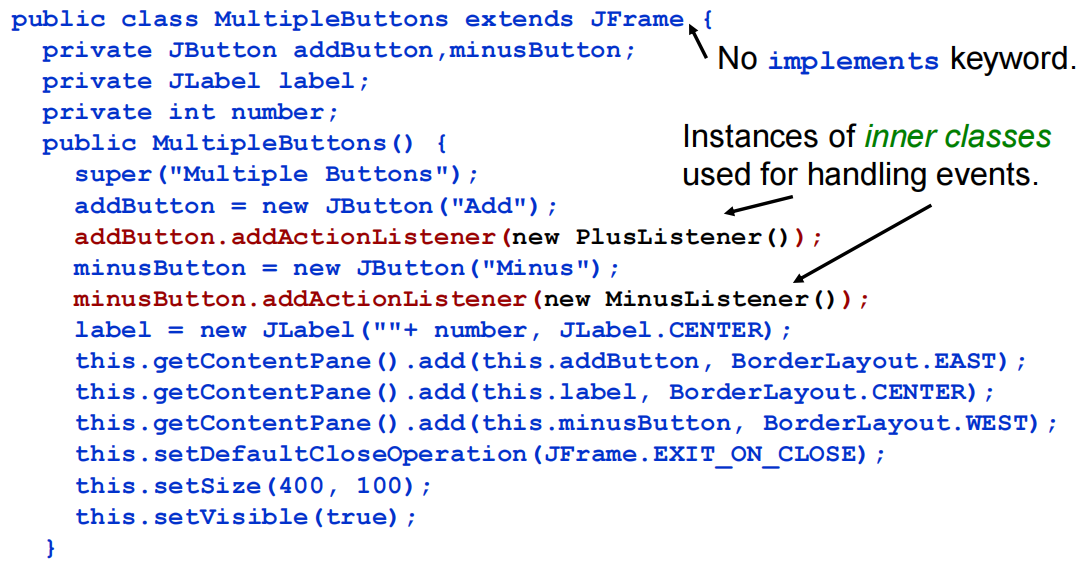 public class MultipleButtons extends JFrame {
No implements keyword.
private JButton addButton,minusButton;
private JLabel label;
private int number;
public MultipleButtons() {
Instances of inner classes
used for handling events.
super("Multiple Buttons");
addButton = new JButton("Add");
addButton.addActionListener(new PlusListener());
minusButton = new JButton("Minus");
minusButton.addActionListener(new MinusListener());
label = new JLabel(""+ number, JLabel.CENTER);
this.getContentPane().add(this.addButton, BorderLayout.EAST);
this.getContentPane().add(this.label, BorderLayout.CENTER);
this.getContentPane().add(this.minusButton, BorderLayout.WEST);
this.setDefaultCloseOperation(JFrame.EXIT_ON_CLOSE);
this.setSize(400, 100);
this.setVisible(true);
}